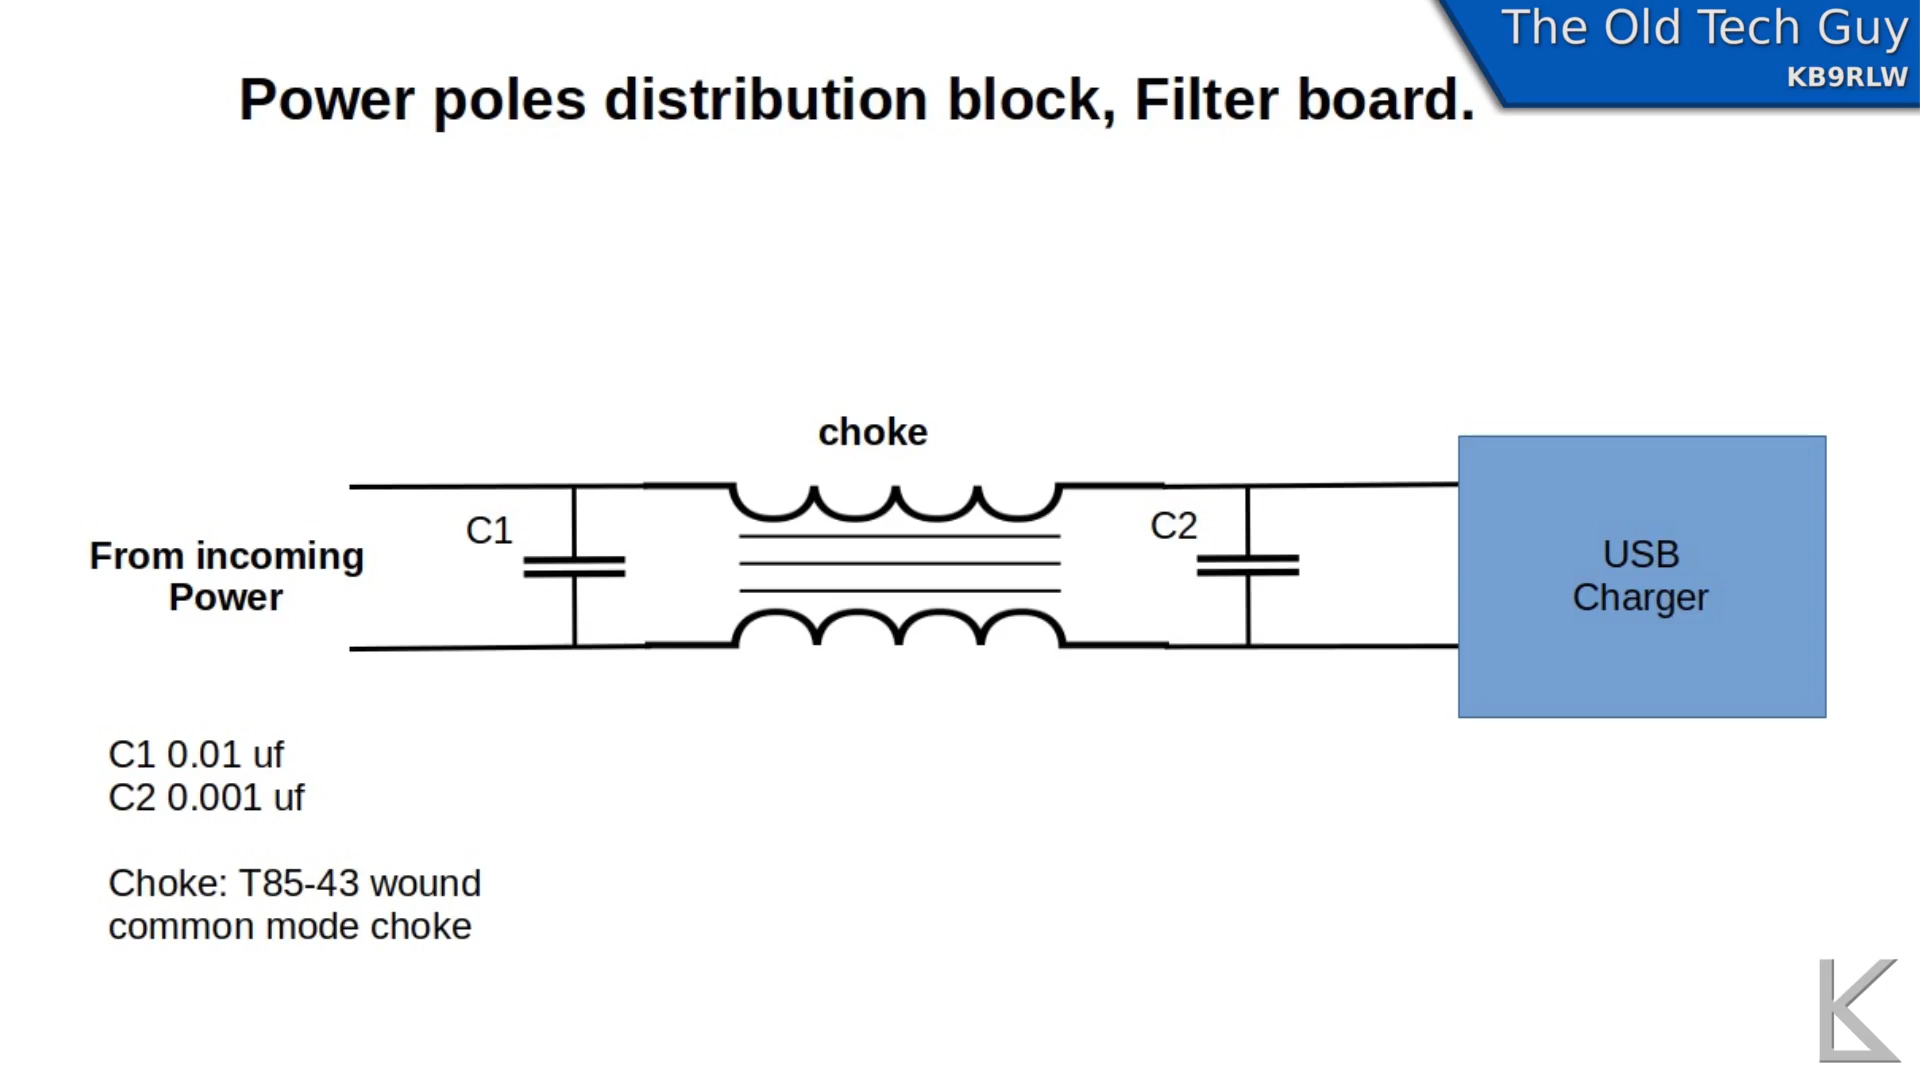 The Old Tech Guy
KB9RLW
Power poles distribution block, Filter board.
choke
C1
C2
From incoming
Power
USB
Charger
C1 0.01 uf
C2 0.001 uf
Choke: T85-43 wound
common mode choke